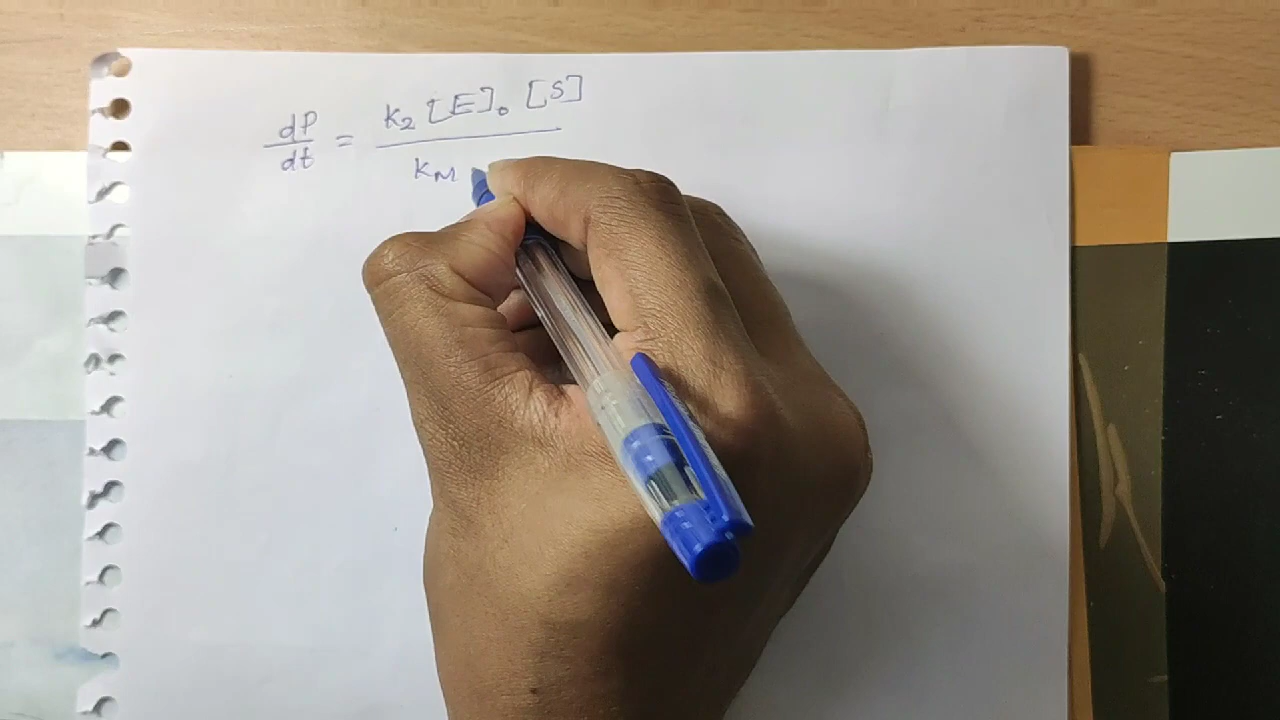 dP/dt = k₂ [E]₀ [S] / k_M